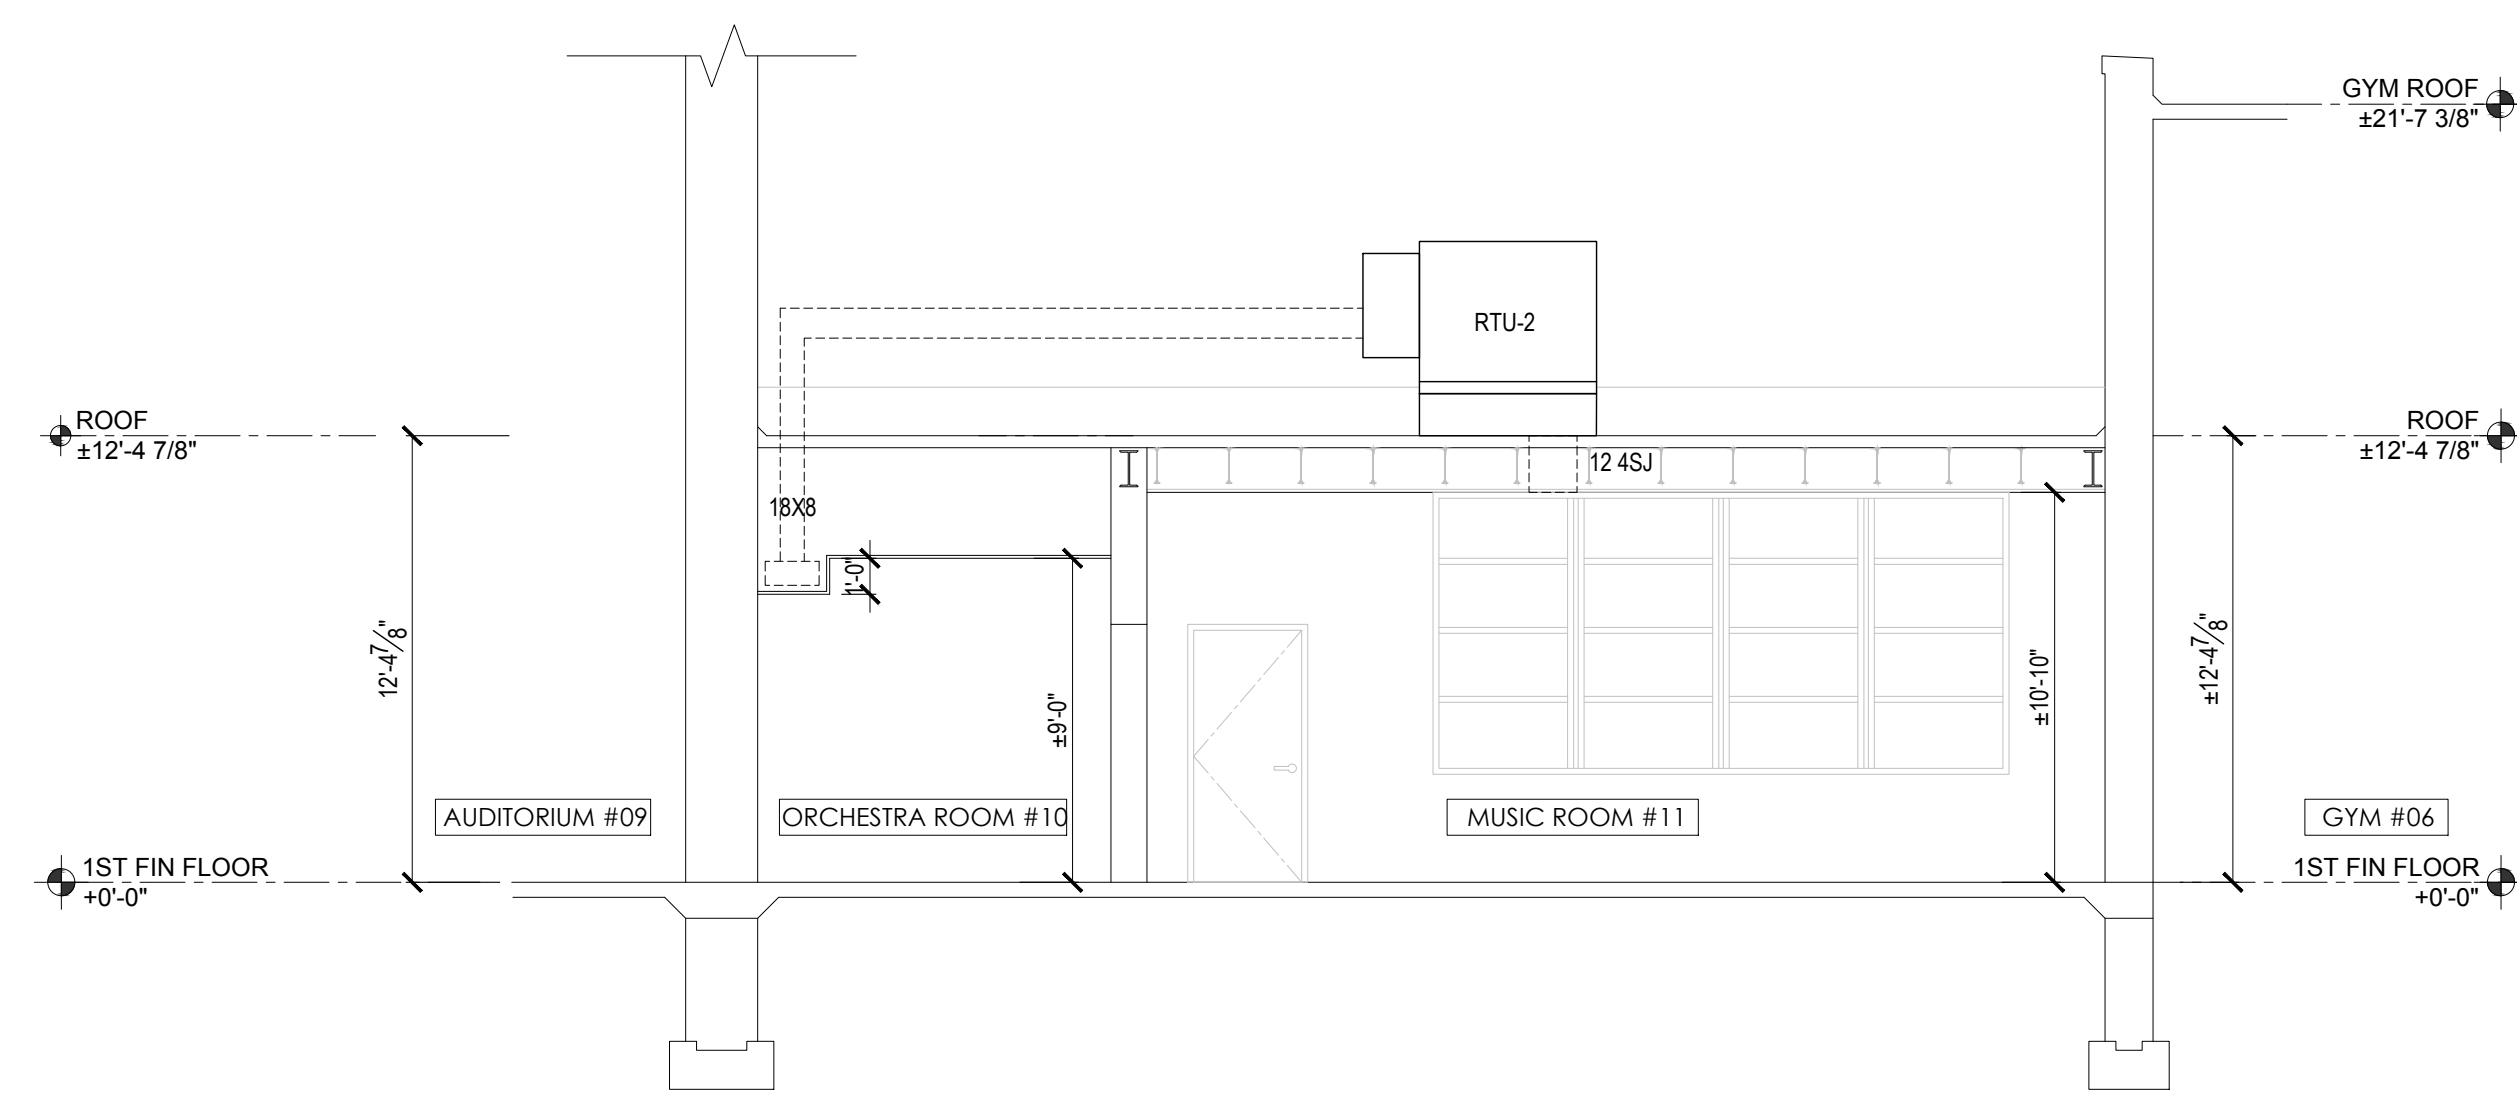 GYM ROOF
±21'-7 3/8"
RTU-2
ROOF
±12'-4 7/8"
ROOF
±12'-4 7/8"
12 4SJ
18X8
1'-0"
12'-4 7/8"
±9'-0"
±10'-10"
±12'-4 7/8"
AUDITORIUM #09
ORCHESTRA ROOM #10
MUSIC ROOM #11
GYM #06
1ST FIN FLOOR
+0'-0"
1ST FIN FLOOR
+0'-0"